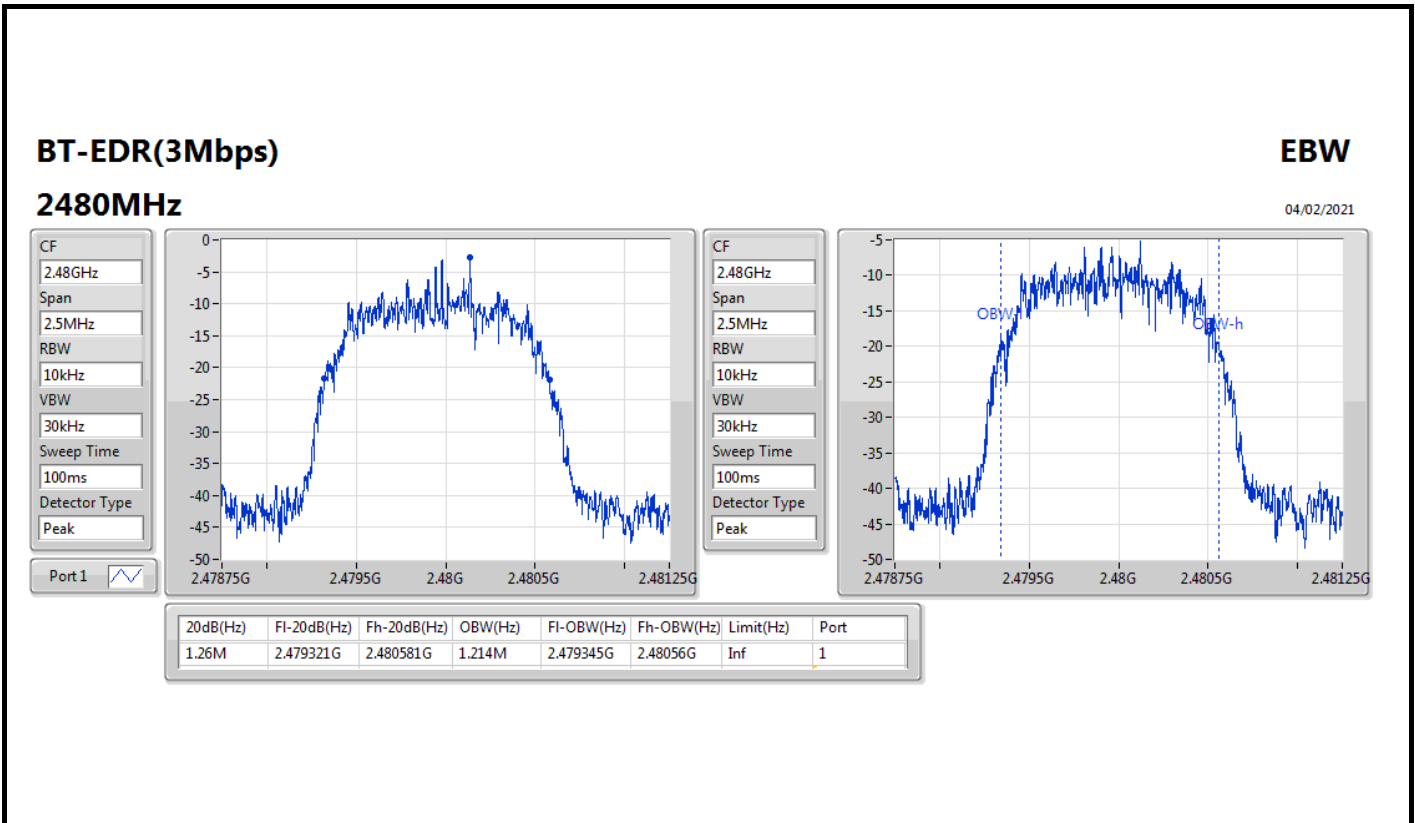 BT-EDR(3Mbps)
EBW
2480MHz
04/02/2021
CF
2.48GHz
Span
2.5MHz
RBW
10kHz
VBW
30kHz
Sweep Time
100ms
Detector Type
Peak
Port 1
0
-5
-10
-15
-20
-25
-30
-35
-40
-45
-50
2.47875G 2.4795G 2.48G 2.4805G 2.48125G
CF
2.48GHz
Span
2.5MHz
RBW
10kHz
VBW
30kHz
Sweep Time
100ms
Detector Type
Peak
-5
-10
-15
-20
-25
-30
-35
-40
-45
-50
OBW-l
OBW-h
2.47875G 2.4795G 2.48G 2.4805G 2.48125G
20dB(Hz) Fl-20dB(Hz) Fh-20dB(Hz) OBW(Hz) Fl-OBW(Hz) Fh-OBW(Hz) Limit(Hz) Port
1.26M 2.479321G 2.480581G 1.214M 2.479345G 2.48056G Inf 1